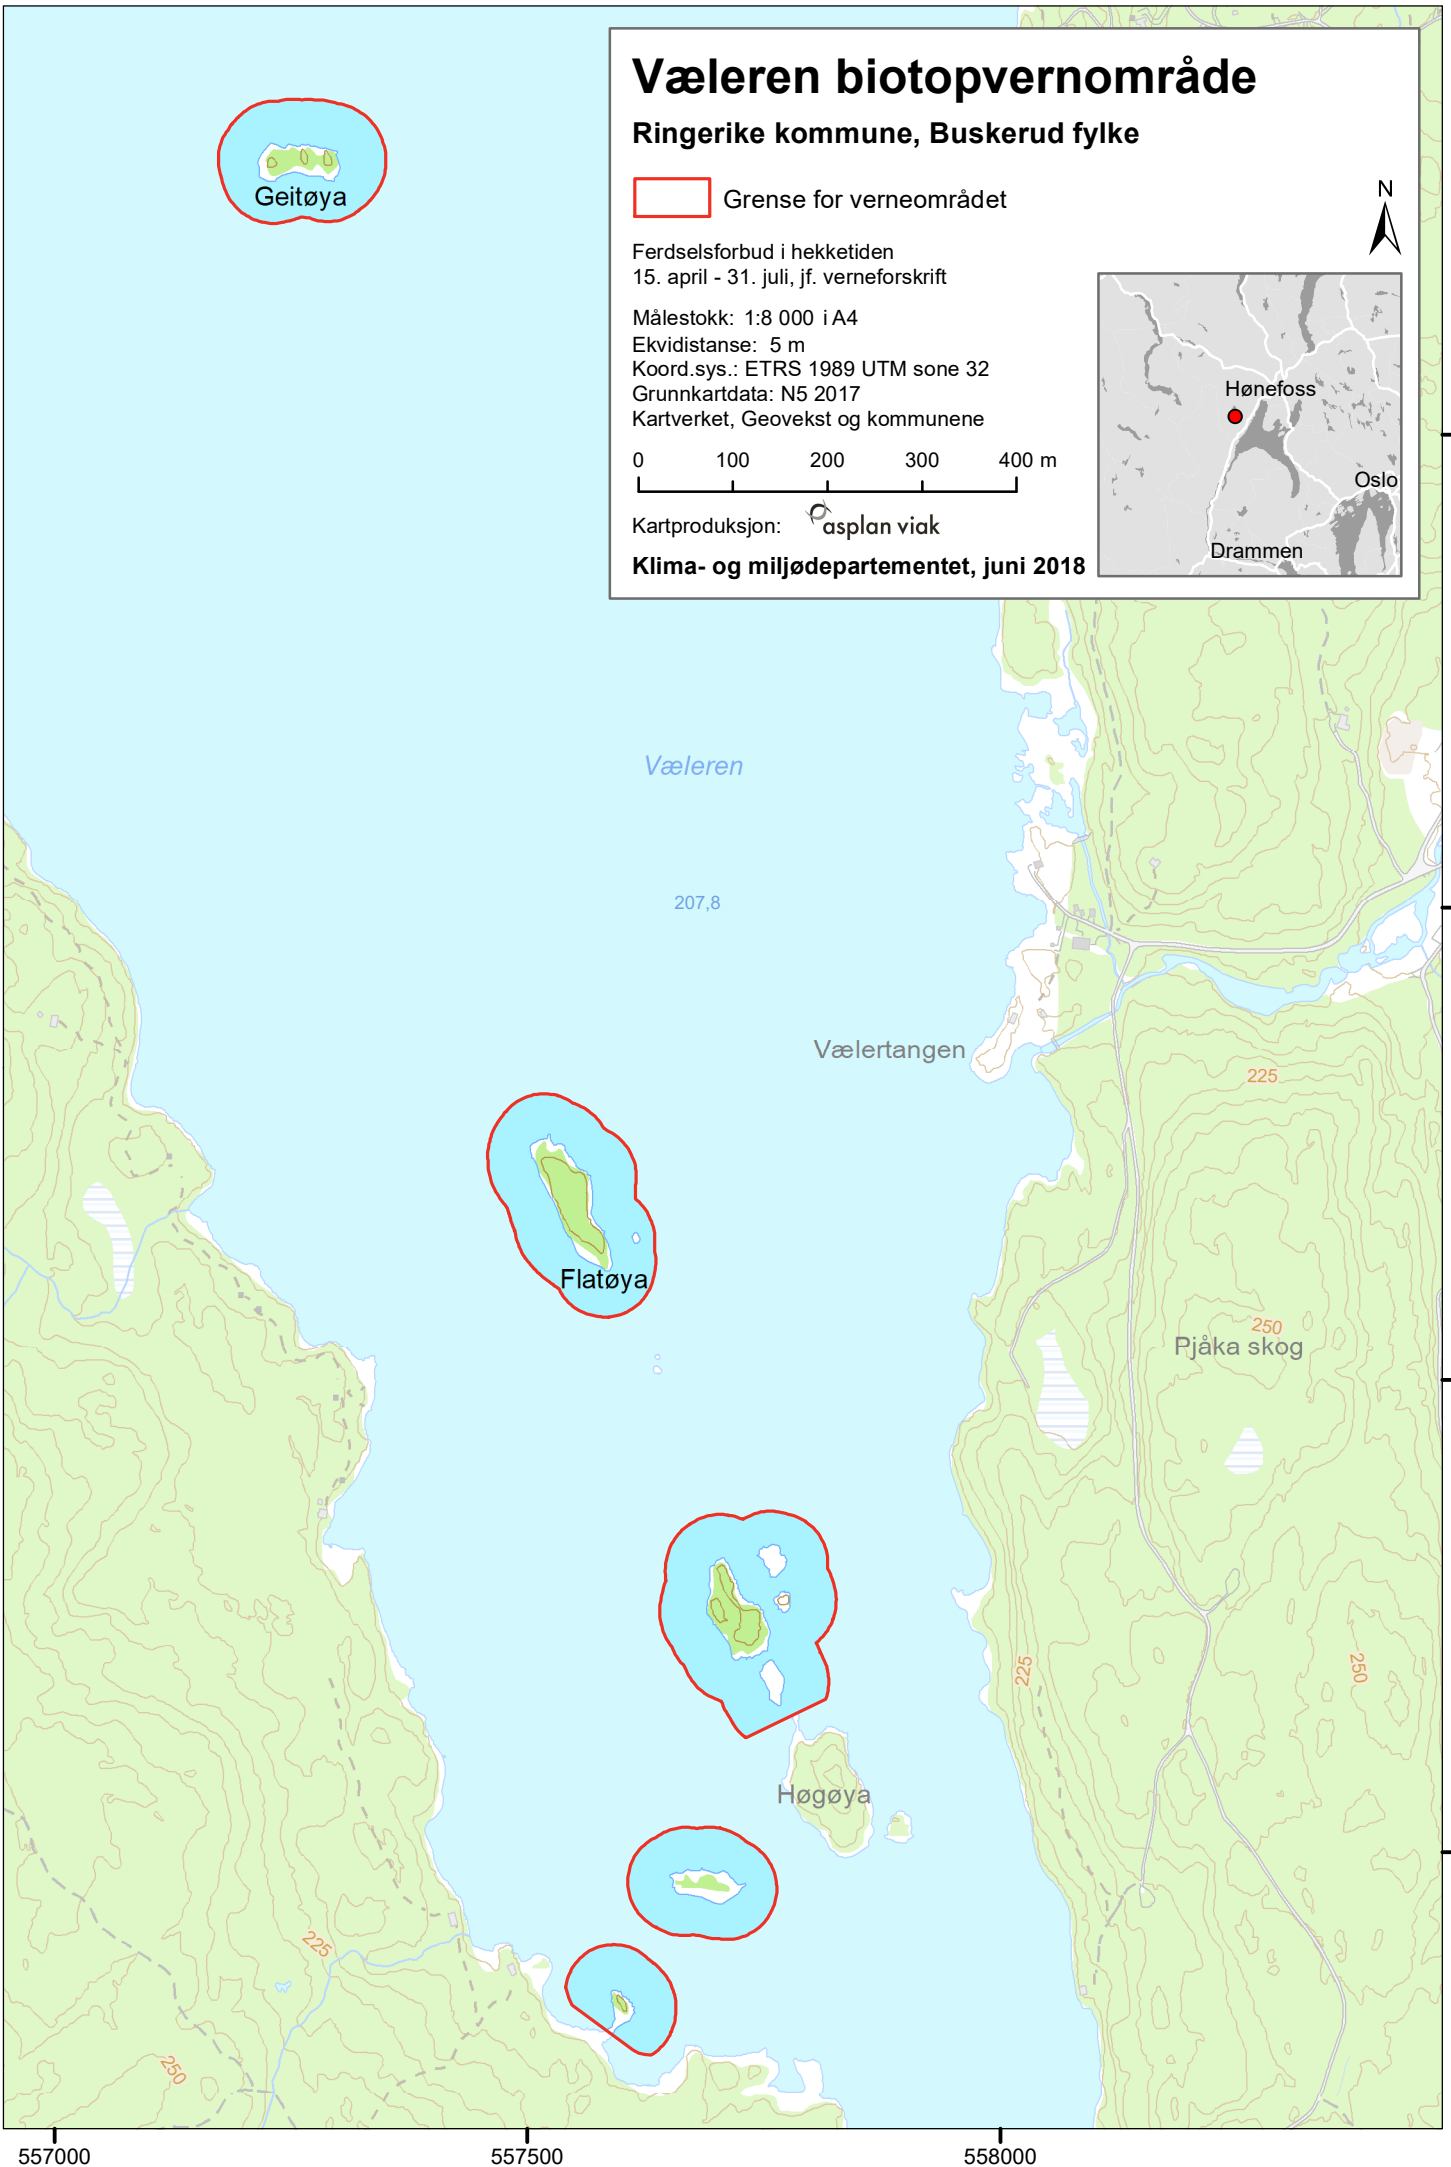 Væleren biotopvernområde
Ringerike kommune, Buskerud fylke
Grense for verneområdet
N
Ferdselsforbud i hekketiden
15. april - 31. juli, jf. verneforskrift
Målestokk: 1:8 000 i A4
Ekvidistanse: 5 m
Koord.sys.: ETRS 1989 UTM sone 32
Grunnkartdata: N5 2017
Kartverket, Geovekst og kommunene
0 100 200 300 400 m
Kartproduksjon: asplan viak
Klima- og miljødepartementet, juni 2018
Hønefoss
Oslo
Drammen
Geitøya
Væleren
207,8
Vælertangen
225
Flatøya
250
Pjåka skog
225
250
Høgøya
225
250
557000 557500 558000